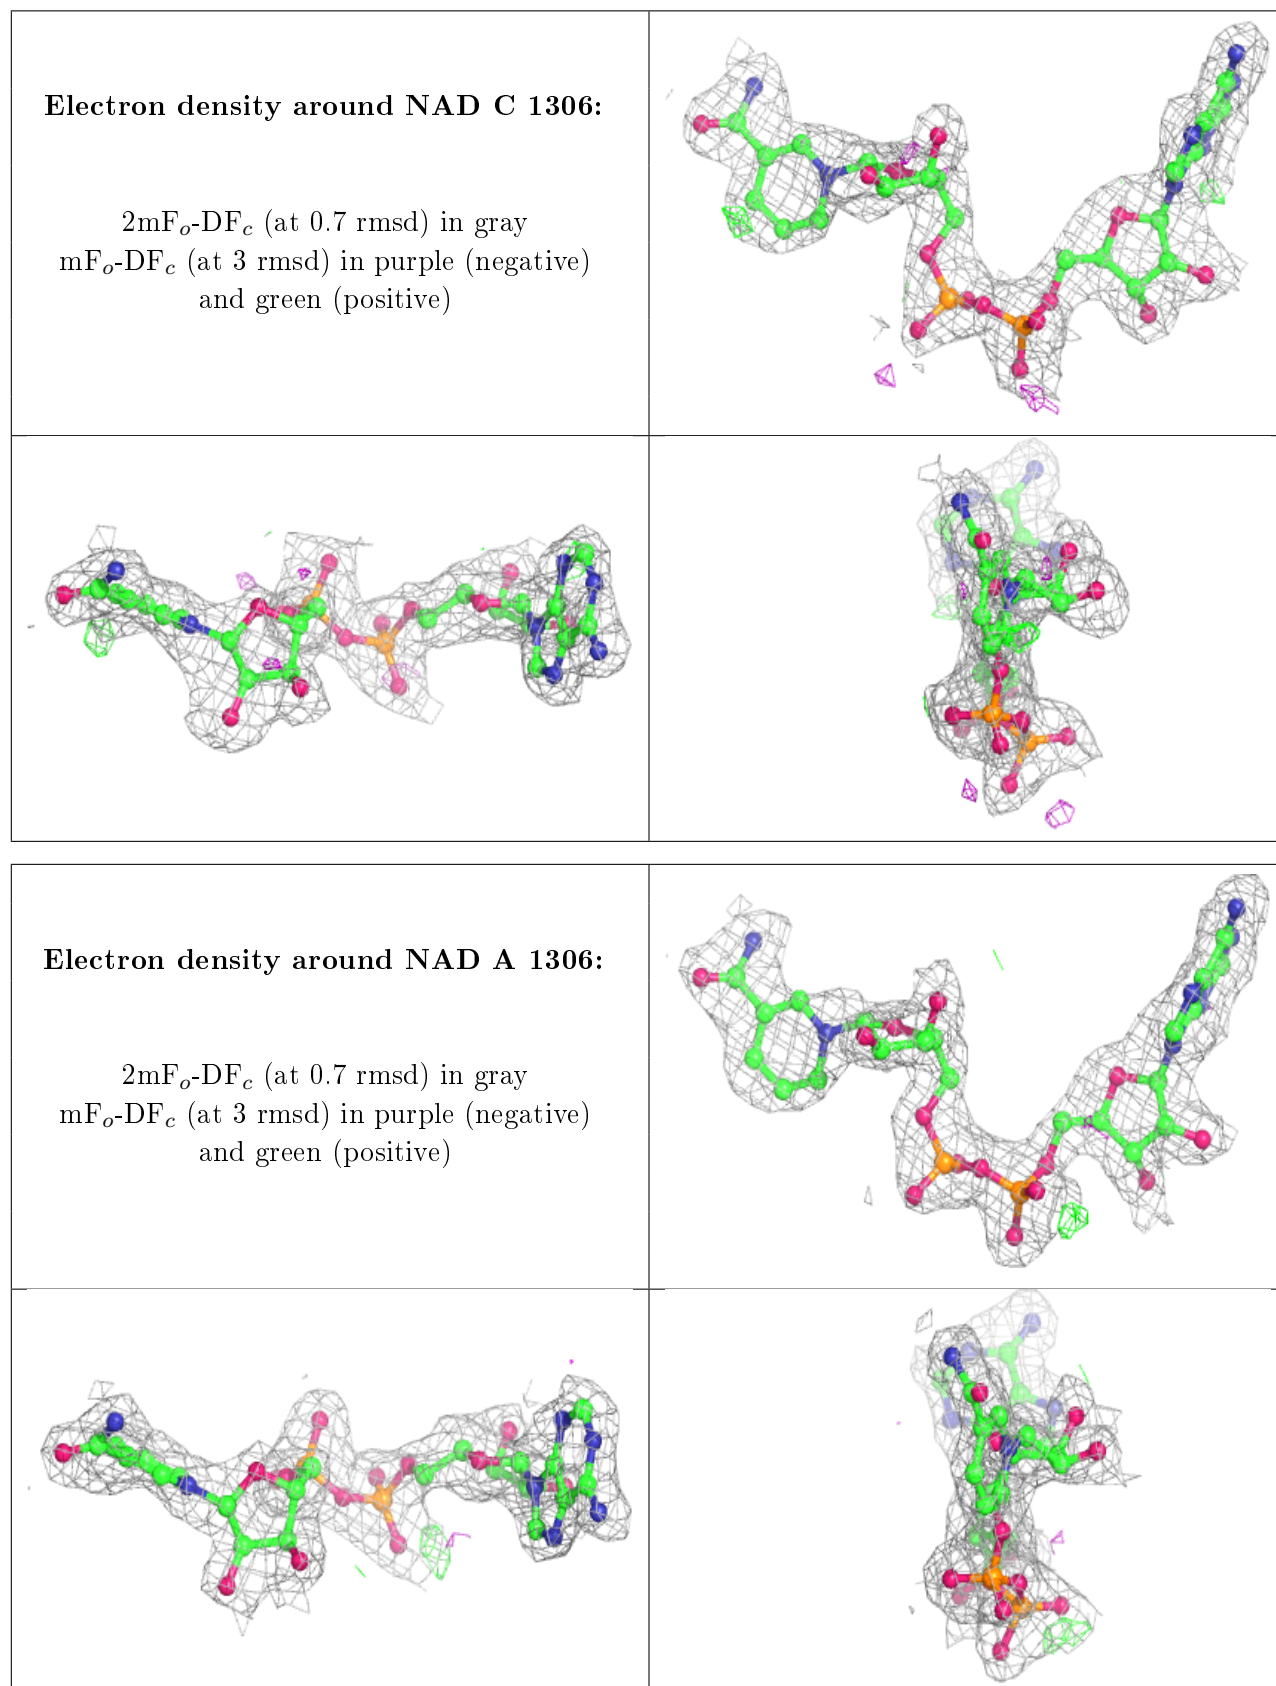 Electron density around NAD C 1306:
2mFo-DFc (at 0.7 rmsd) in gray
mFo-DFc (at 3 rmsd) in purple (negative)
and green (positive)
Electron density around NAD A 1306:
2mFo-DFc (at 0.7 rmsd) in gray
mFo-DFc (at 3 rmsd) in purple (negative)
and green (positive)